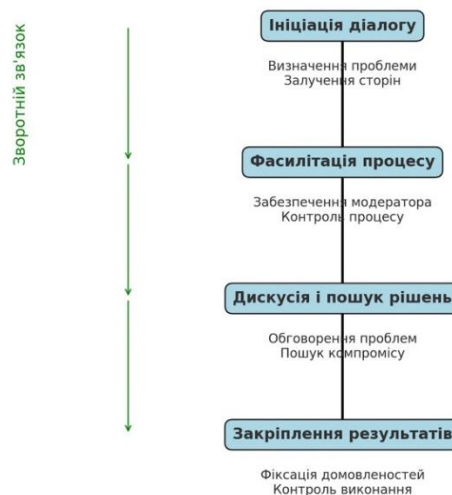 Зворотній зв'язок
Ініціація діалогу
Визначення проблеми
Залучення сторін
Фасилітація процесу
Забезпечення модератора
Контроль процесу
Дискусія і пошук рішень
Обговорення проблем
Пошук компромісу
Закріплення результатів
Фіксація домовленостей
Контроль виконання